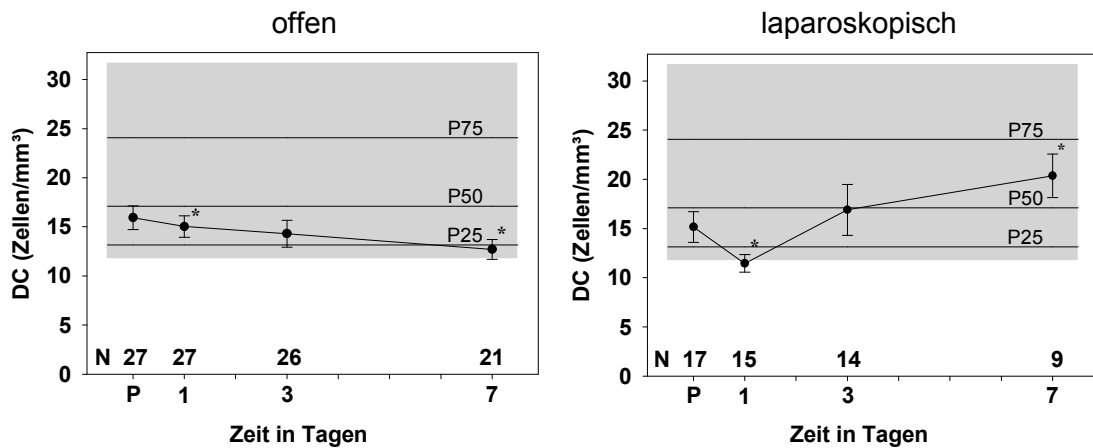 offen
30
25
20
15
10
5
0
DC (Zellen/mm³)
P75
P50
P25
*
*
N 27 27 26 21
P 1 3 7
Zeit in Tagen
laparoskopisch
30
25
20
15
10
5
0
DC (Zellen/mm³)
P75
*
P50
P25
*
N 17 15 14 9
P 1 3 7
Zeit in Tagen